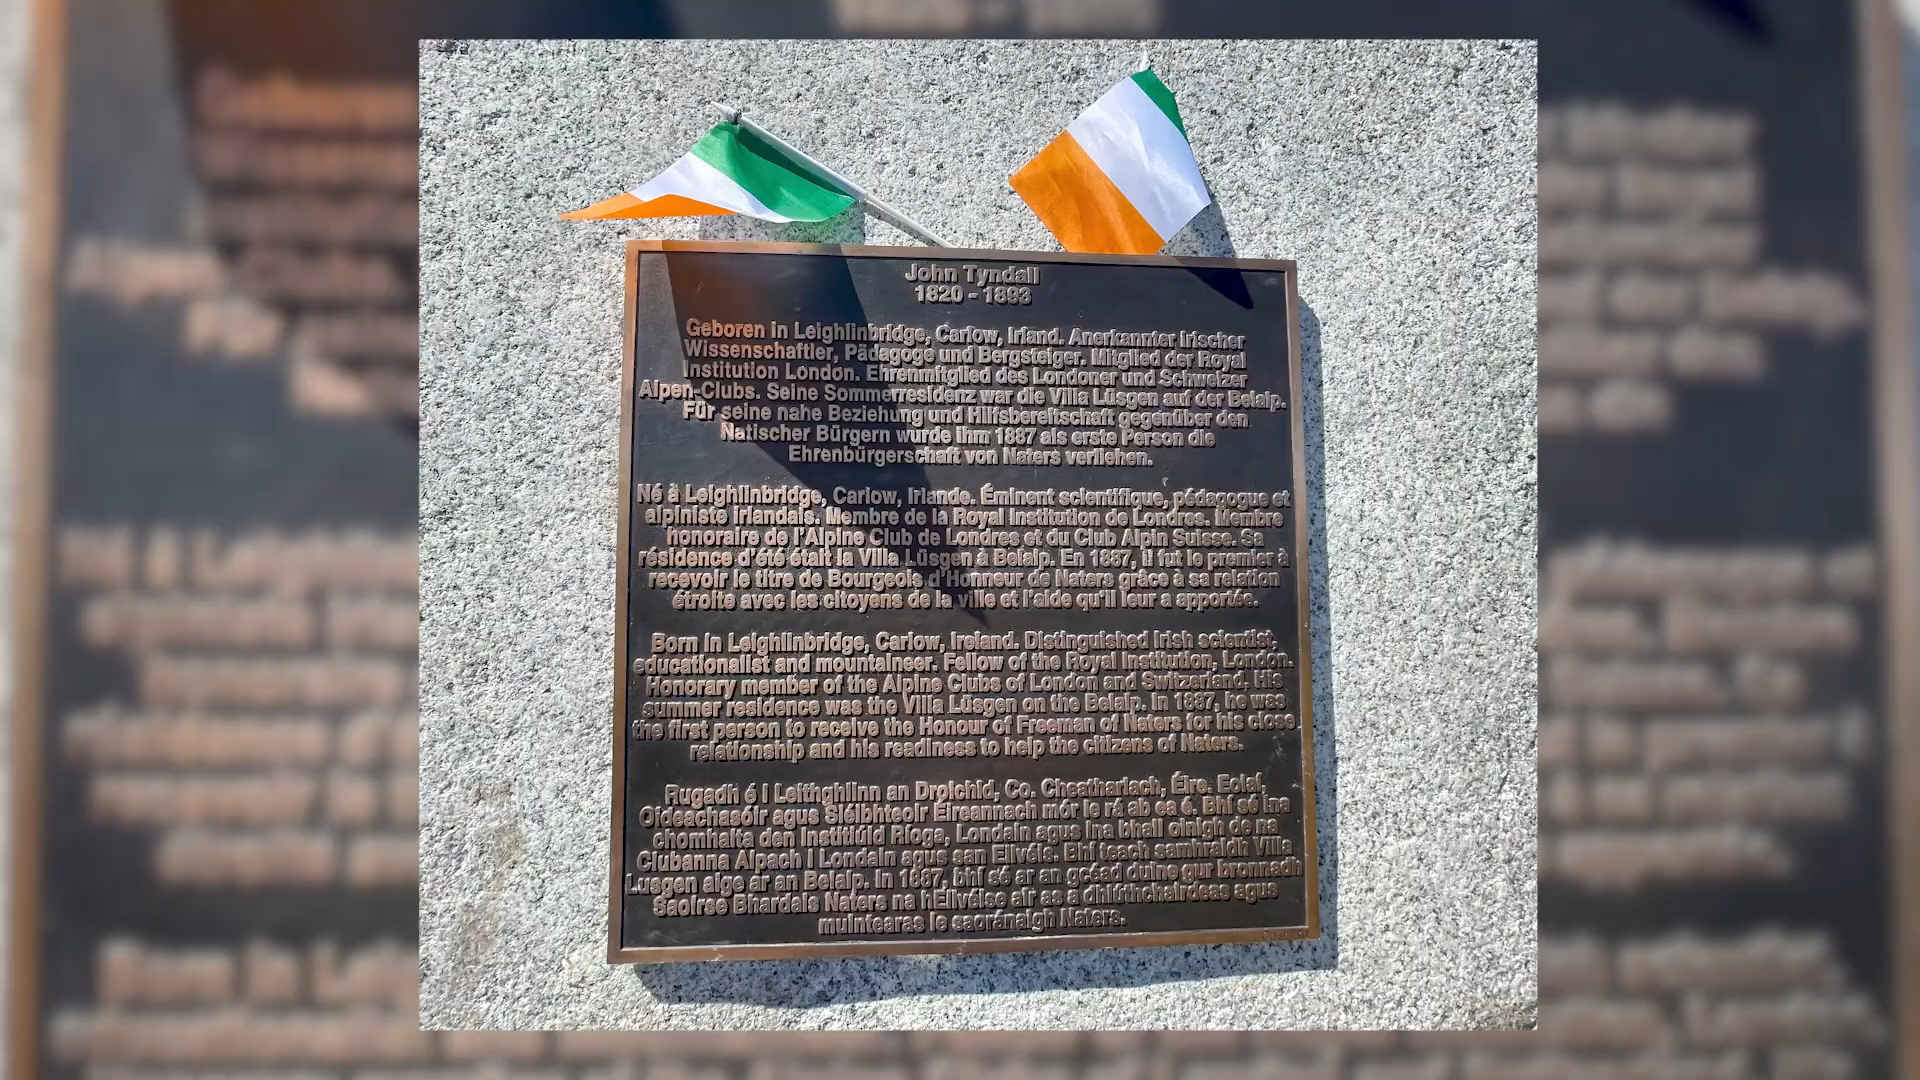 John Tyndall
1820 - 1893
Geboren in Leighlinbridge, Carlow, Irland. Anerkannter irischer
Wissenschaftler, Pädagoge und Bergsteiger. Mitglied der Royal
Institution London. Ehrenmitglied des Londoner und Schweizer
Alpen-Clubs. Seine Sommerresidenz war die Villa Lüsgen auf der Belalp.
Für seine nahe Beziehung und Hilfsbereitschaft gegenüber den
Natischer Bürgern wurde ihm 1887 als erste Person die
Ehrenbürgerschaft von Naters verliehen.
Né à Leighlinbridge, Carlow, Irlande. Éminent scientifique, pédagogue et
alpiniste irlandais. Membre de la Royal Institution de Londres. Membre
honoraire de l'Alpine Club de Londres et du Club Alpin Suisse. Sa
résidence d'été était la Villa Lüsgen à Belalp. En 1887, il fut le premier à
recevoir le titre de Bourgeois d'Honneur de Naters grâce à sa relation
étroite avec les citoyens de la ville et l'aide qu'il leur a apportée.
Born in Leighlinbridge, Carlow, Ireland. Distinguished Irish scientist,
educationalist and mountaineer. Fellow of the Royal Institution, London.
Honorary member of the Alpine Clubs of London and Switzerland. His
summer residence was the Villa Lüsgen on the Belalp. In 1887, he was
the first person to receive the Honour of Freeman of Naters for his close
relationship and his readiness to help the citizens of Naters.
Rugadh é i Leithghlinn an Droichid, Co. Cheatharlach, Éire. Eolaí,
Oideachasóir agus Sléibhteoir Éireannach mór le rá ab ea é. Bhí sé ina
chomhalta den Institiúid Ríoga, Londain agus ina bhall oinigh de na
Clubanna Alpach i Londain agus san Eilvéis. Bhí teach samhraidh Villa
Lusgen aige ar an Belalp. In 1887, bhí sé ar an gcéad duine gur bronnadh
Saoirse Bhardais Naters na hEilvéise air as a dhlúthchairdeas agus
muintearas le saoránaigh Naters.